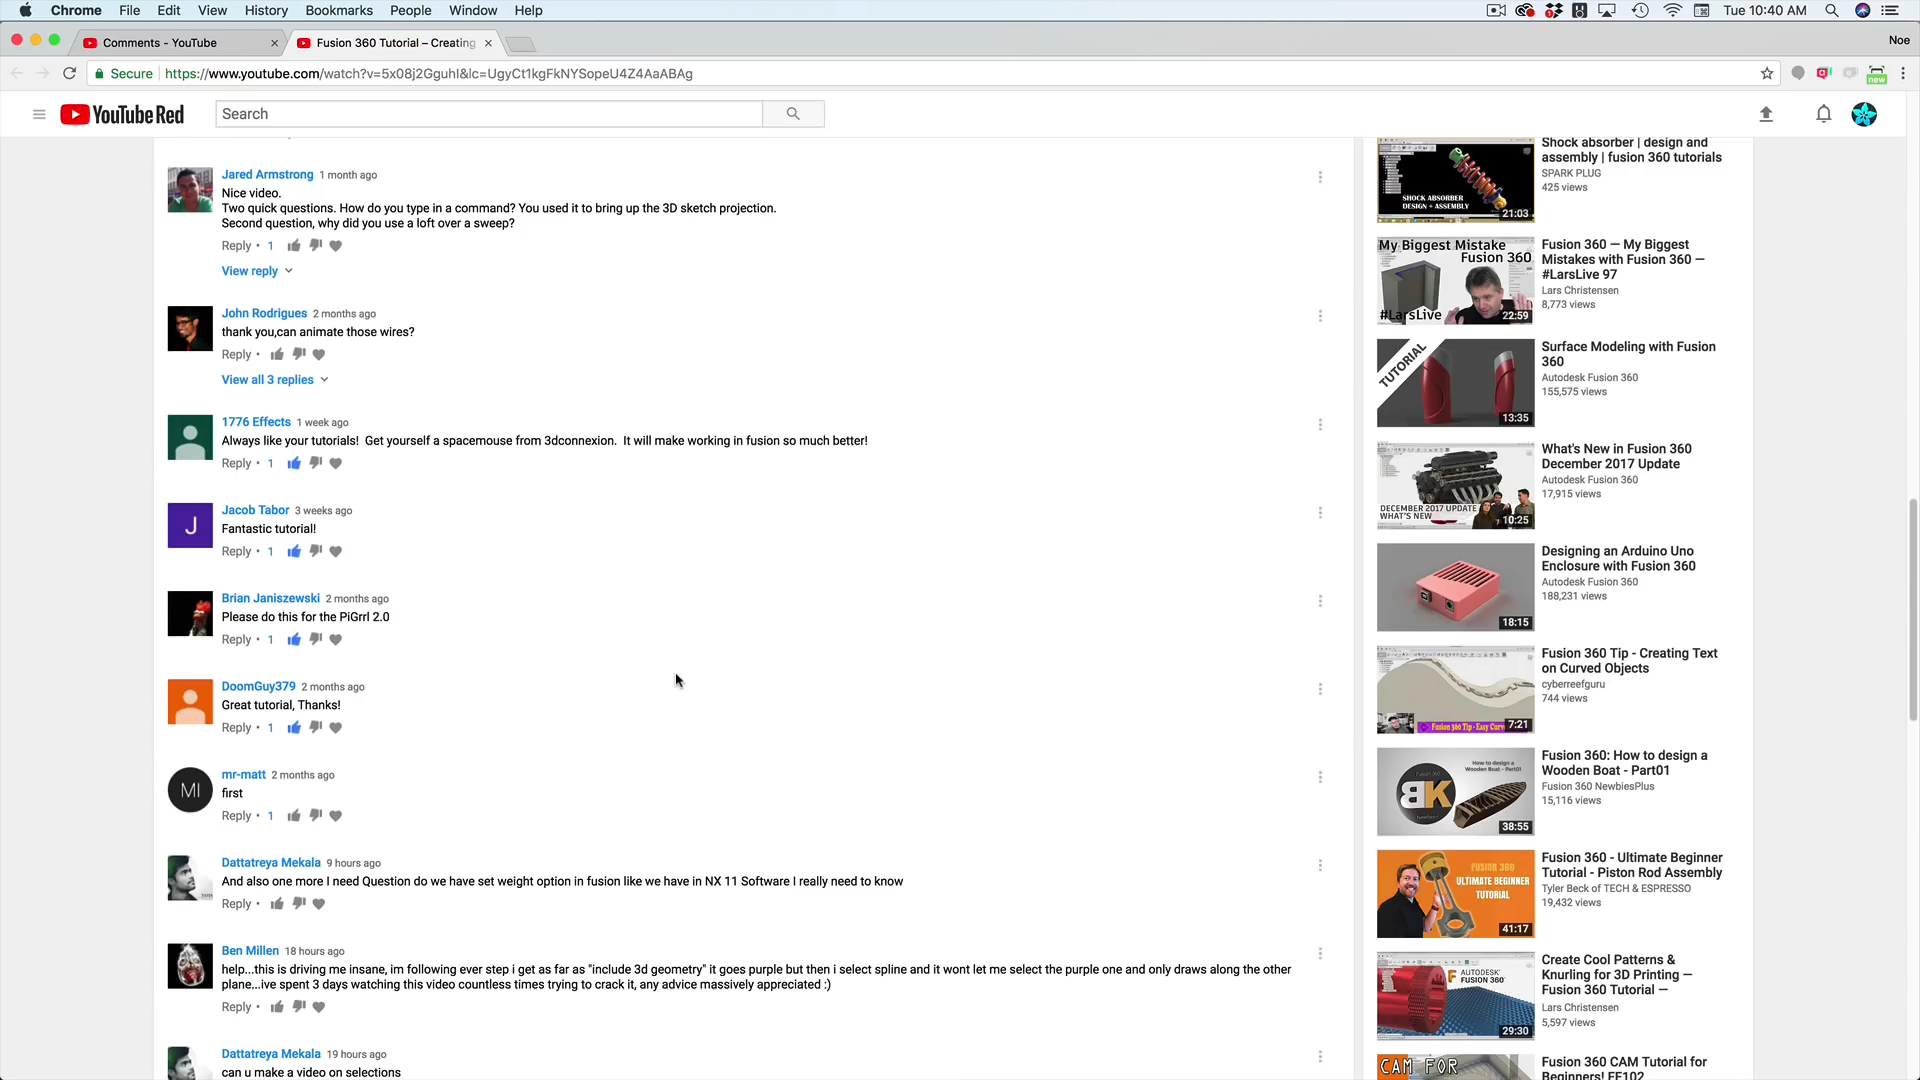 Chrome File Edit View History Bookmarks People Window Help Tue 10:40 AM
Comments - YouTube Fusion 360 Tutorial – Creating Noe
Secure https://www.youtube.com/watch?v=5x08j2GguhI&lc=UgyCt1kgFkNYSopeU4Z4AaABAg
new
YouTube Red Search
Jared Armstrong 1 month ago
Nice video.
Two quick questions. How do you type in a command? You used it to bring up the 3D sketch projection.
Second question, why did you use a loft over a sweep?
Reply • 1
View reply
John Rodrigues 2 months ago
thank you,can animate those wires?
Reply •
View all 3 replies
1776 Effects 1 week ago
Always like your tutorials! Get yourself a spacemouse from 3dconnexion. It will make working in fusion so much better!
Reply • 1
J
Jacob Tabor 3 weeks ago
Fantastic tutorial!
Reply • 1
Brian Janiszewski 2 months ago
Please do this for the PiGrrl 2.0
Reply • 1
DoomGuy379 2 months ago
Great tutorial, Thanks!
Reply • 1
MI
mr-matt 2 months ago
first
Reply • 1
Dattatreya Mekala 9 hours ago
And also one more I need Question do we have set weight option in fusion like we have in NX 11 Software I really need to know
Reply •
Ben Millen 18 hours ago
help...this is driving me insane, im following ever step i get as far as "include 3d geometry" it goes purple but then i select spline and it wont let me select the purple one and only draws along the other
plane...ive spent 3 days watching this video countless times trying to crack it, any advice massively appreciated :)
Reply •
Dattatreya Mekala 19 hours ago
can u make a video on selections
SHOCK ABSORBER
DESIGN + ASSEMBLY
21:03
Shock absorber | design and
assembly | fusion 360 tutorials
SPARK PLUG
425 views
My Biggest Mistake
Fusion 360
#LarsLive
22:59
Fusion 360 — My Biggest
Mistakes with Fusion 360 —
#LarsLive 97
Lars Christensen
8,773 views
TUTORIAL
13:35
Surface Modeling with Fusion
360
Autodesk Fusion 360
155,575 views
DECEMBER 2017 UPDATE
WHAT'S NEW
10:25
What's New in Fusion 360
December 2017 Update
Autodesk Fusion 360
17,915 views
18:15
Designing an Arduino Uno
Enclosure with Fusion 360
Autodesk Fusion 360
188,231 views
Fusion 360 Tip - Easy Curv
7:21
Fusion 360 Tip - Creating Text
on Curved Objects
cyberreefguru
744 views
How to design a
Wooden Boat - Part01
Fusion 360
BK
38:55
Fusion 360: How to design a
Wooden Boat - Part01
Fusion 360 NewbiesPlus
15,116 views
FUSION 360
ULTIMATE BEGINNER
TUTORIAL
41:17
Fusion 360 - Ultimate Beginner
Tutorial - Piston Rod Assembly
Tyler Beck of TECH & ESPRESSO
19,432 views
AUTODESK
FUSION 360
29:30
Create Cool Patterns &
Knurling for 3D Printing —
Fusion 360 Tutorial —
Lars Christensen
5,597 views
CAM FOR
Fusion 360 CAM Tutorial for
Beginners! FF102